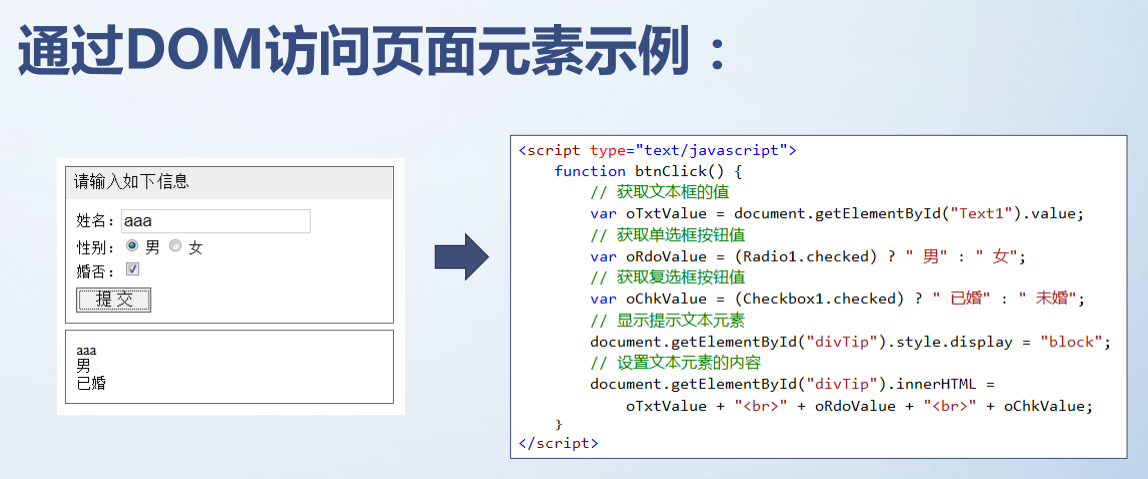 通过DOM访问页面元素示例：
请输入如下信息
姓名：aaa
性别： 男 女
婚否：
提 交
aaa
男
已婚
<script type="text/javascript">
function btnClick() {
// 获取文本框的值
var oTxtValue = document.getElementById("Text1").value;
// 获取单选框按钮值
var oRdoValue = (Radio1.checked) ? " 男" : " 女";
// 获取复选框按钮值
var oChkValue = (Checkbox1.checked) ? " 已婚" : " 未婚";
// 显示提示文本元素
document.getElementById("divTip").style.display = "block";
// 设置文本元素的内容
document.getElementById("divTip").innerHTML =
oTxtValue + "<br>" + oRdoValue + "<br>" + oChkValue;
}
</script>